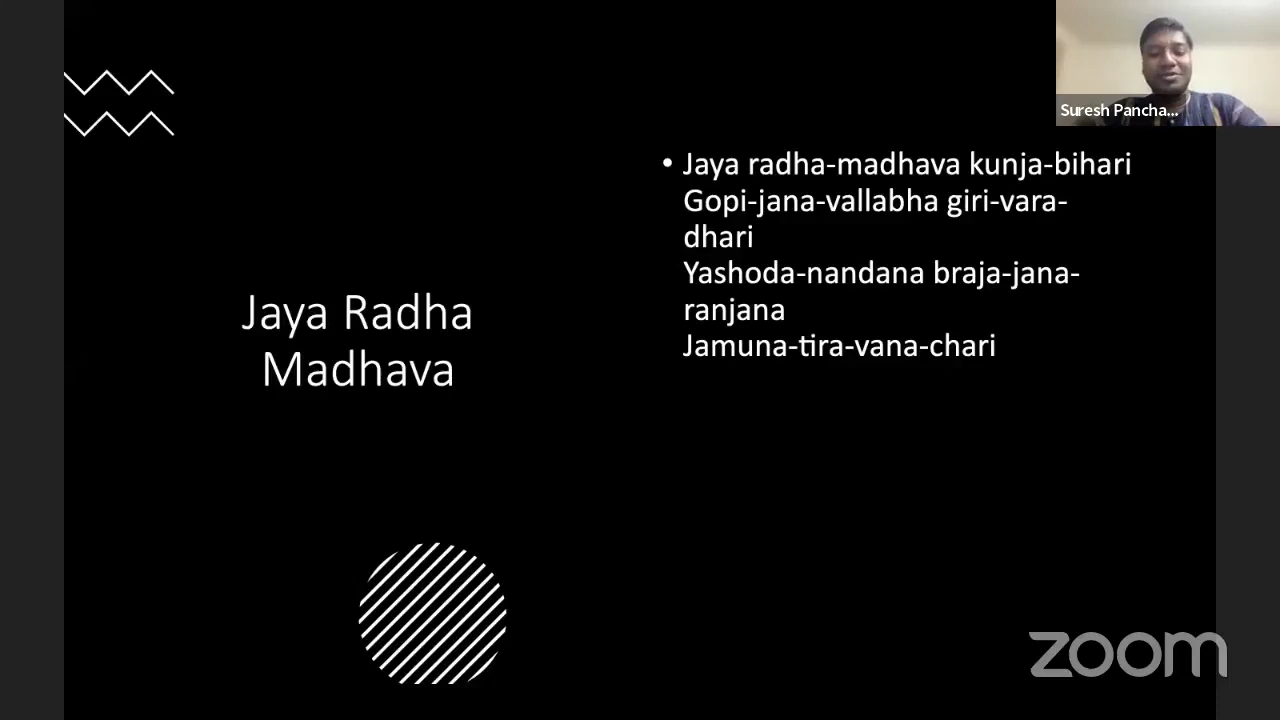 Suresh Pancha...
Jaya radha-madhava kunja-bihari
Gopi-jana-vallabha giri-vara-
dhari
Yashoda-nandana braja-jana-
ranjana
Jamuna-tira-vana-chari
Jaya Radha
Madhava
zoom